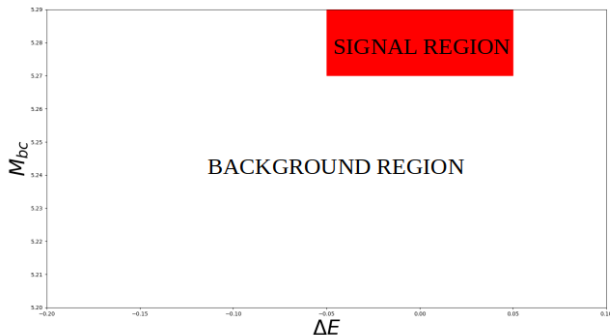 5.29
5.28
5.27
5.26
5.25
5.24
5.23
5.22
5.21
5.20
M_bc
SIGNAL REGION
BACKGROUND REGION
−0.20 −0.15 −0.10 −0.05 0.00 0.05 0.10
ΔE